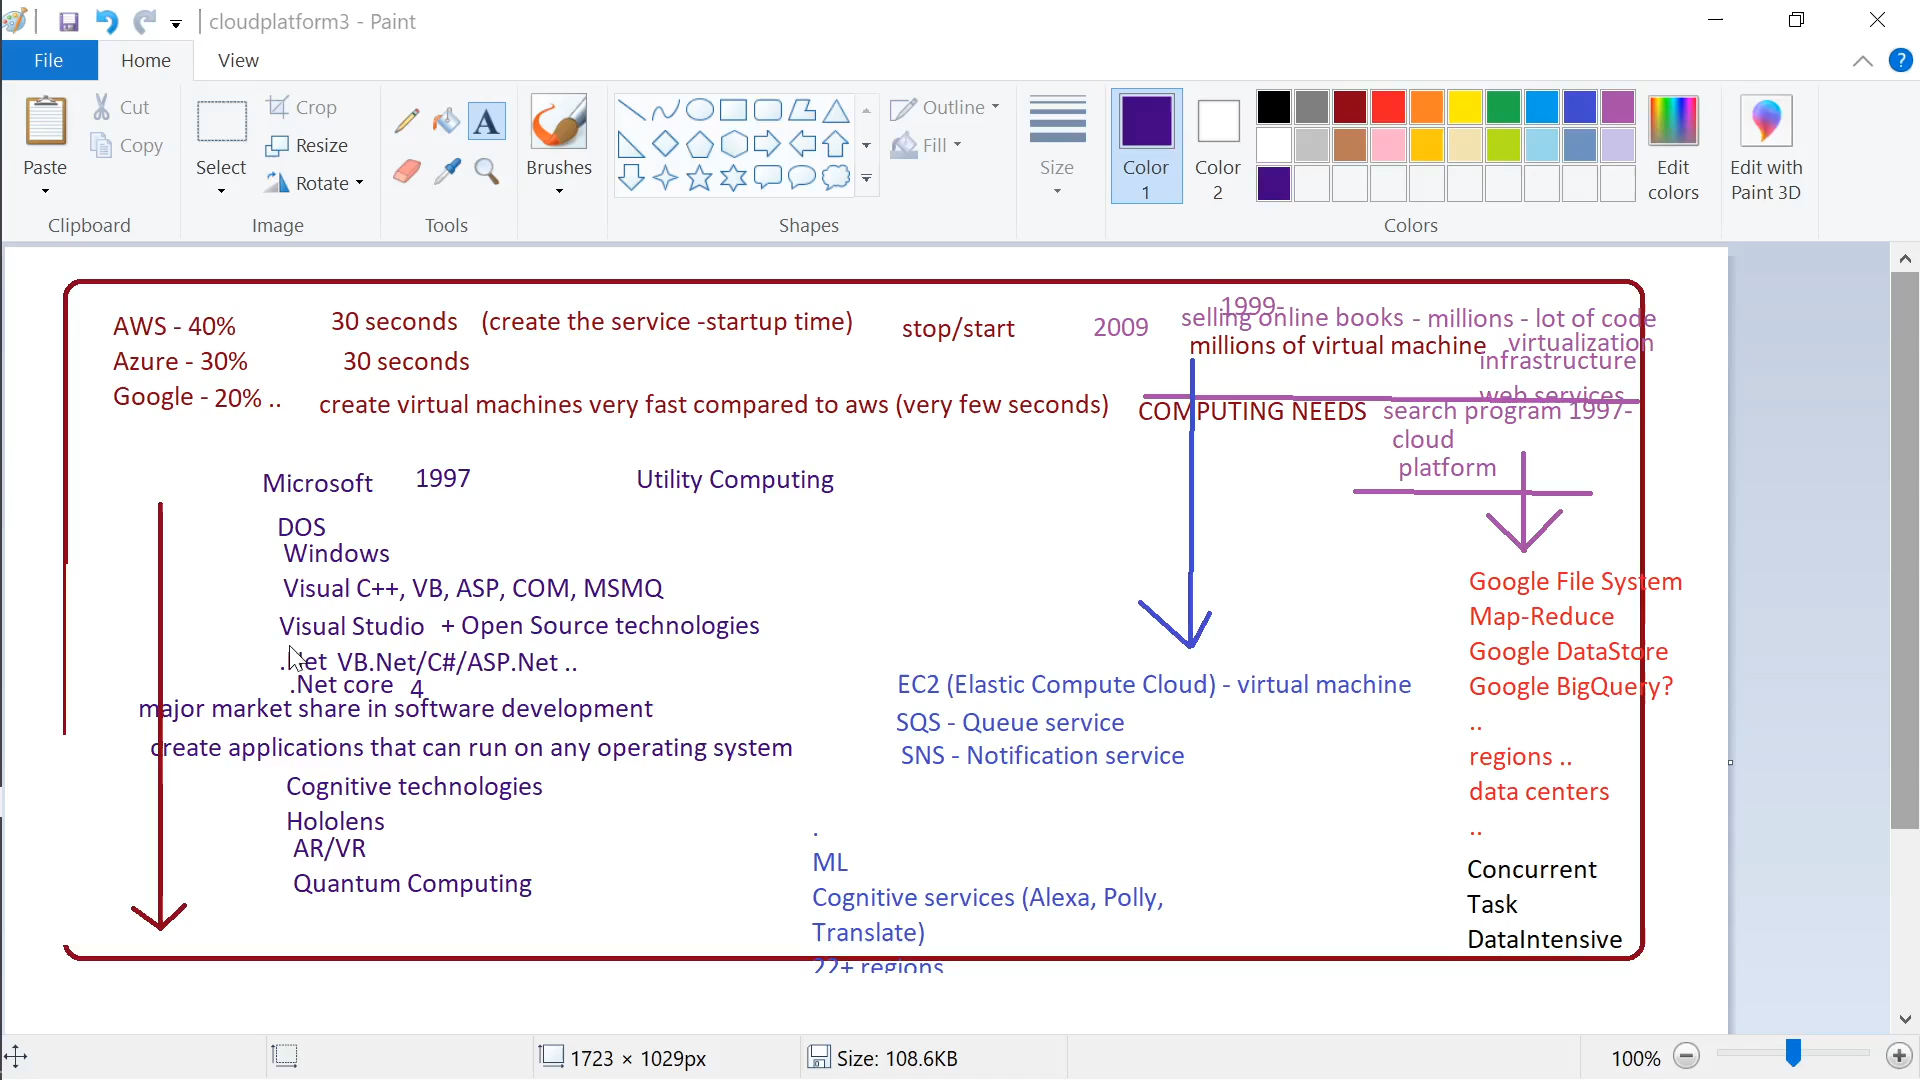 cloudplatform3 - Paint
File Home View ?
Paste Cut Copy Clipboard
Select Crop Resize Rotate Image
A Tools
Brushes
Shapes
Outline Fill
Size
Color 1
Color 2
Edit colors
Edit with Paint 3D
Colors
AWS - 40% 30 seconds (create the service -startup time) stop/start 2009
1999-
selling online books - millions - lot of code
millions of virtual machine virtualization
Azure - 30% 30 seconds infrastructure
web services
Google - 20% .. create virtual machines very fast compared to aws (very few seconds) COMPUTING NEEDS search program 1997-
cloud
platform
Microsoft 1997 Utility Computing
DOS
Windows
Visual C++, VB, ASP, COM, MSMQ
Visual Studio + Open Source technologies
.Net VB.Net/C#/ASP.Net ..
.Net core 4
major market share in software development
create applications that can run on any operating system
Cognitive technologies
Hololens
AR/VR
Quantum Computing
EC2 (Elastic Compute Cloud) - virtual machine
SQS - Queue service
SNS - Notification service
.
ML
Cognitive services (Alexa, Polly,
Translate)
22+ regions
Google File System
Map-Reduce
Google DataStore
Google BigQuery?
..
regions ..
data centers
..
Concurrent
Task
DataIntensive
1723 × 1029px Size: 108.6KB 100%